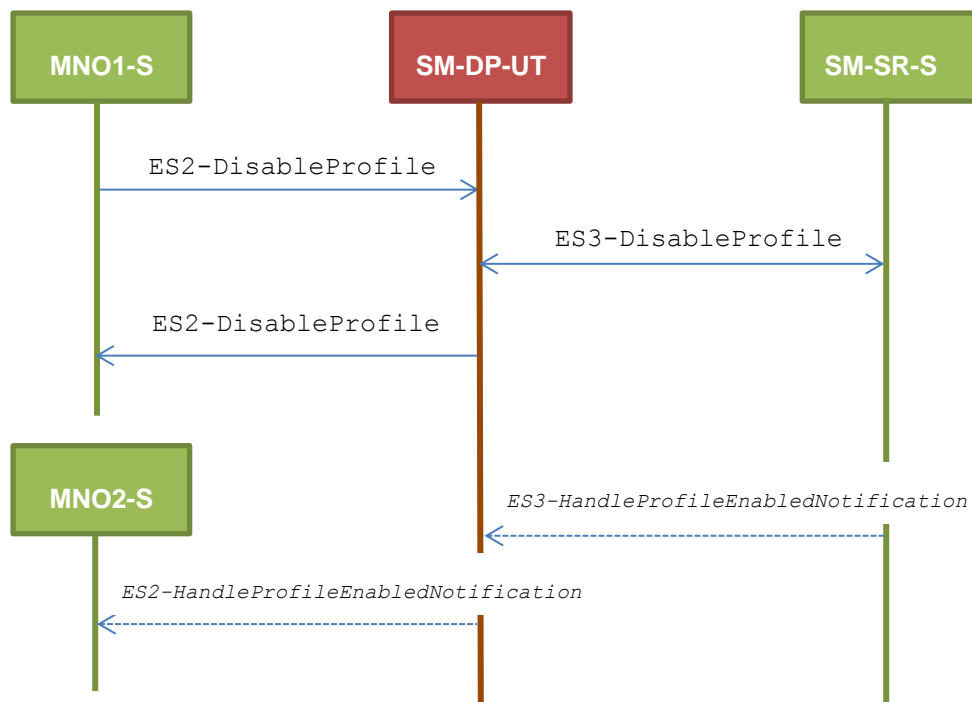 MNO1-S
SM-DP-UT
SM-SR-S
ES2-DisableProfile
ES3-DisableProfile
ES2-DisableProfile
MNO2-S
ES3-HandleProfileEnabledNotification
ES2-HandleProfileEnabledNotification